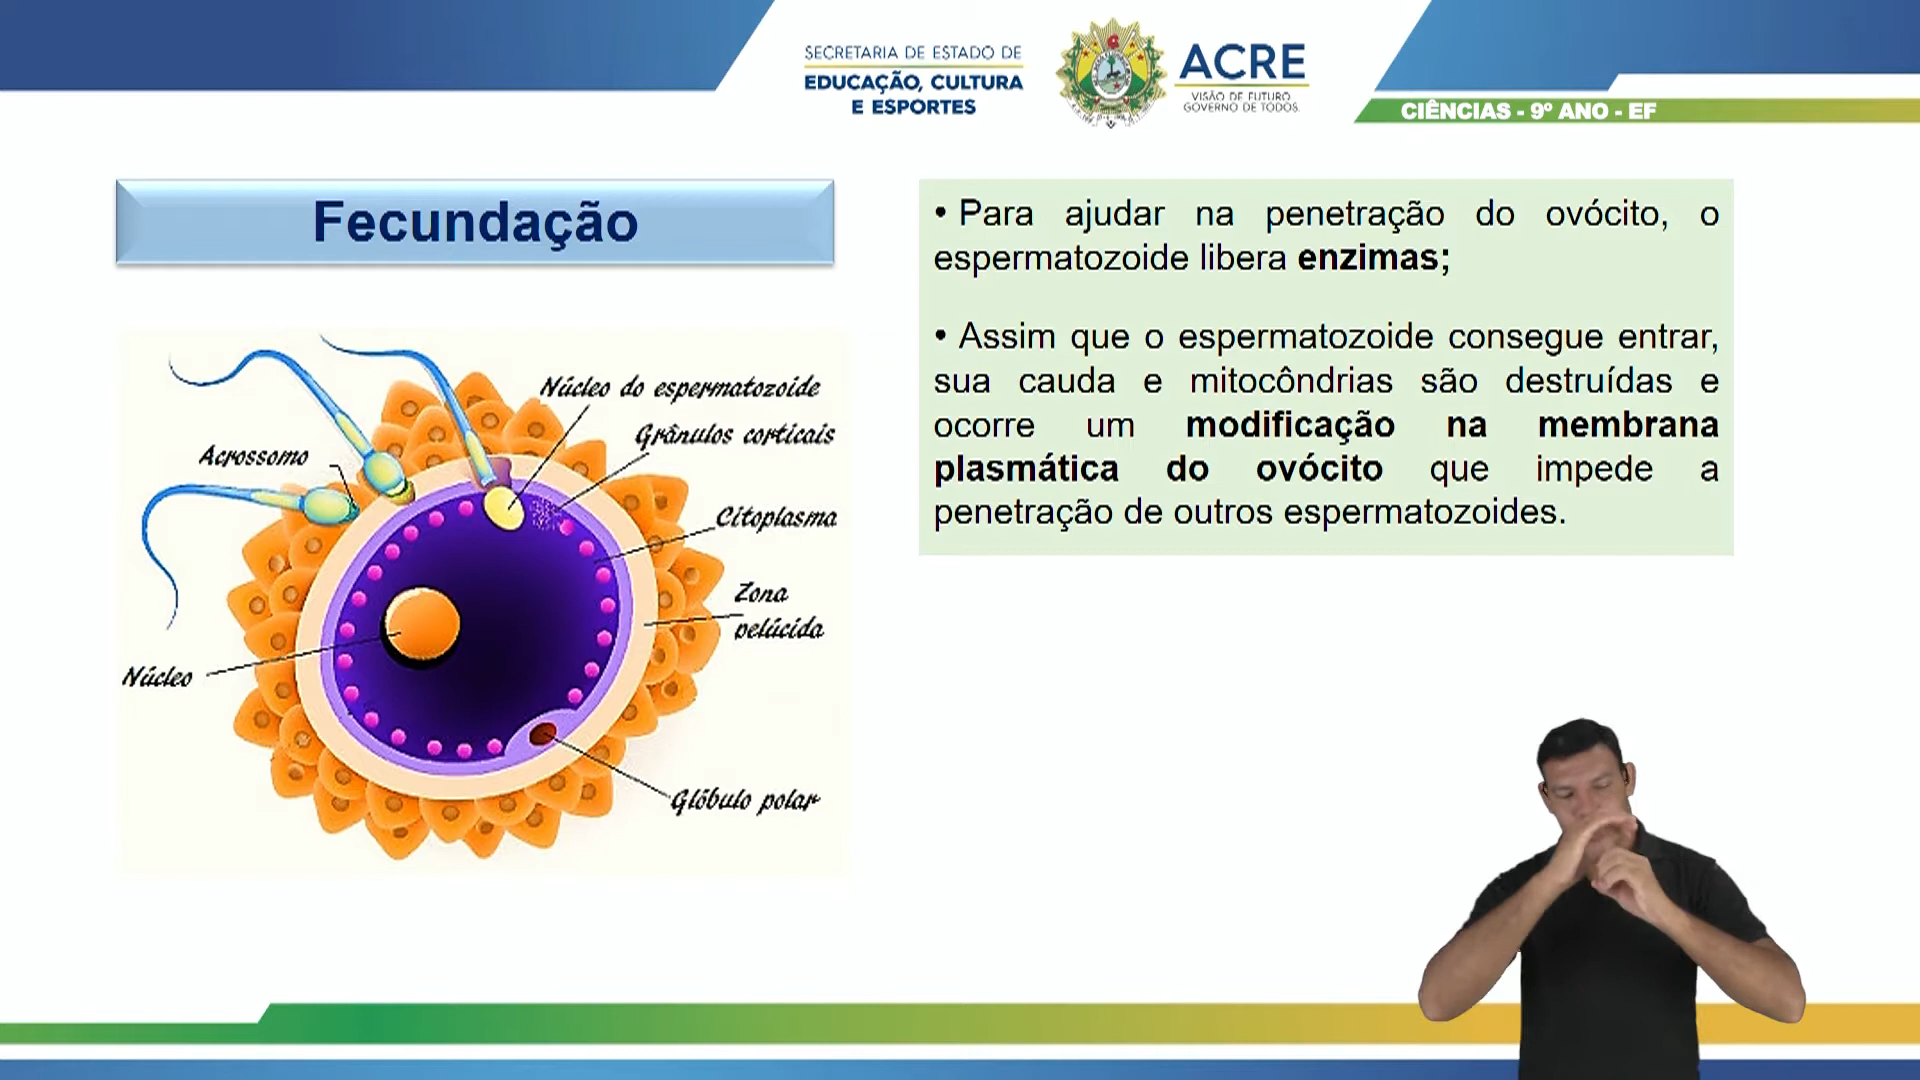 SECRETARIA DE ESTADO DE
EDUCAÇÃO, CULTURA
E ESPORTES
ACRE
VISÃO DE FUTURO
GOVERNO DE TODOS
CIÊNCIAS - 9º ANO - EF
Fecundação
• Para ajudar na penetração do ovócito, o
espermatozoide libera enzimas;
• Assim que o espermatozoide consegue entrar,
sua cauda e mitocôndrias são destruídas e
ocorre um modificação na membrana
plasmática do ovócito que impede a
penetração de outros espermatozoides.
Núcleo do espermatozoide
Grânulos corticais
Acrossomo
Citoplasma
Zona
pelúcida
Núcleo
Glóbulo polar